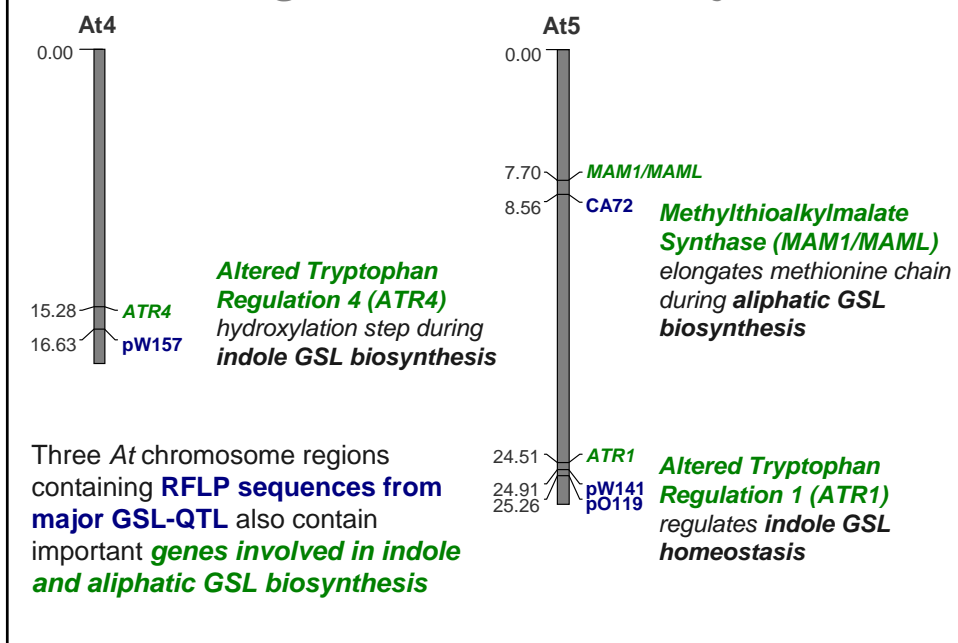 At4
0.00
15.28 ATR4
16.63 pW157
Altered Tryptophan
Regulation 4 (ATR4)
hydroxylation step during
indole GSL biosynthesis
At5
0.00
7.70 MAM1/MAML
8.56 CA72
Methylthioalkylmalate
Synthase (MAM1/MAML)
elongates methionine chain
during aliphatic GSL
biosynthesis
24.51 ATR1
24.91 pW141
25.26 pO119
Altered Tryptophan
Regulation 1 (ATR1)
regulates indole GSL
homeostasis
Three At chromosome regions
containing RFLP sequences from
major GSL-QTL also contain
important genes involved in indole
and aliphatic GSL biosynthesis